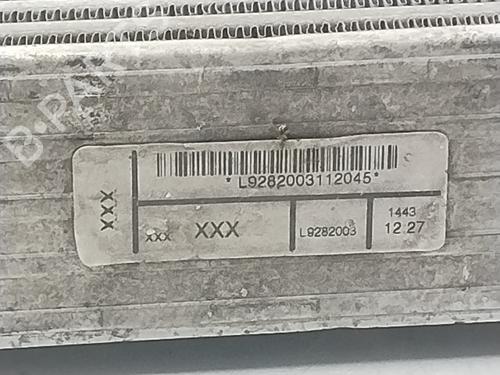 B-PARTS
*L9282003112045*
XXX
xxx XXX
L9282003
1443
12 27